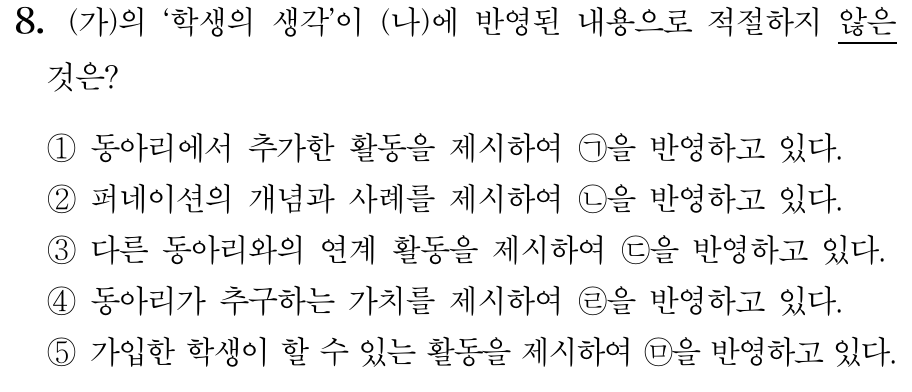 8. (가)의 ‘학생의 생각’이 (나)에 반영된 내용으로 적절하지 않은
것은?
① 동아리에서 추가한 활동을 제시하여 ㉠을 반영하고 있다.
② 퍼네이션의 개념과 사례를 제시하여 ㉡을 반영하고 있다.
③ 다른 동아리와의 연계 활동을 제시하여 ㉢을 반영하고 있다.
④ 동아리가 추구하는 가치를 제시하여 ㉣을 반영하고 있다.
⑤ 가입한 학생이 할 수 있는 활동을 제시하여 ㉤을 반영하고 있다.